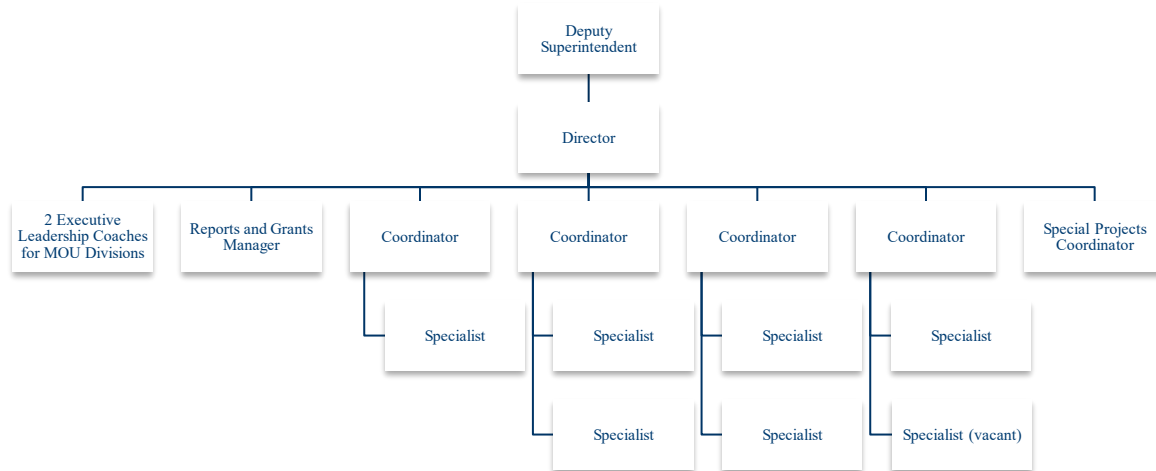 Deputy
Superintendent
Director
2 Executive
Leadership Coaches
for MOU Divisions
Reports and Grants
Manager
Coordinator
Coordinator
Coordinator
Coordinator
Special Projects
Coordinator
Specialist
Specialist
Specialist
Specialist
Specialist
Specialist
Specialist (vacant)